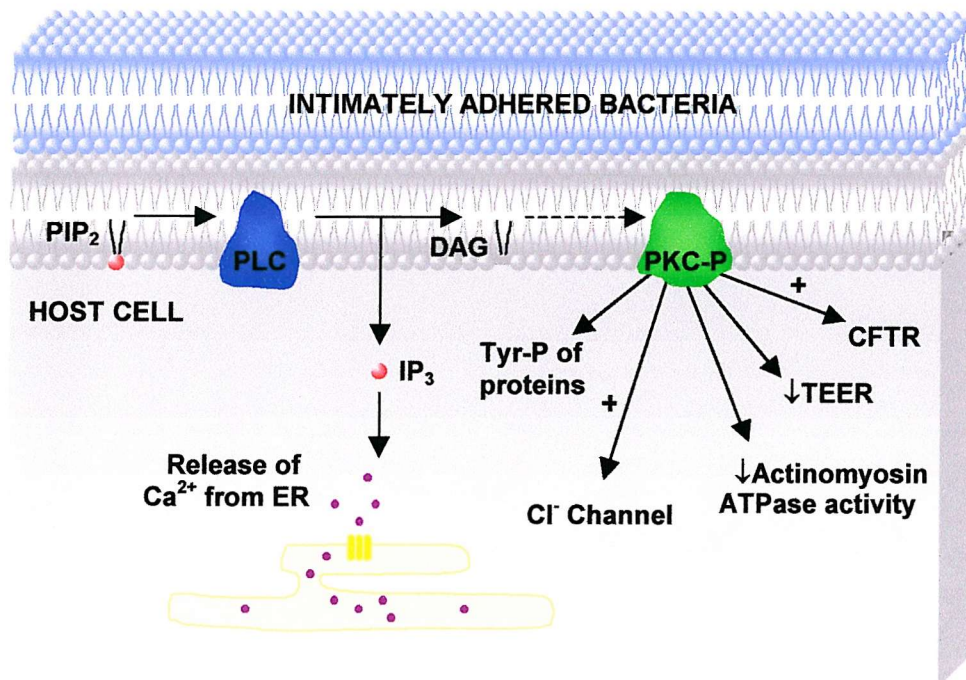 INTIMATELY ADHERED BACTERIA
PIP₂
PLC
DAG
PKC-P
HOST CELL
+
CFTR
IP₃
Tyr-P of
proteins
+
↓TEER
Release of
Ca²⁺ from ER
↓Actinomyosin
ATPase activity
Cl⁻ Channel